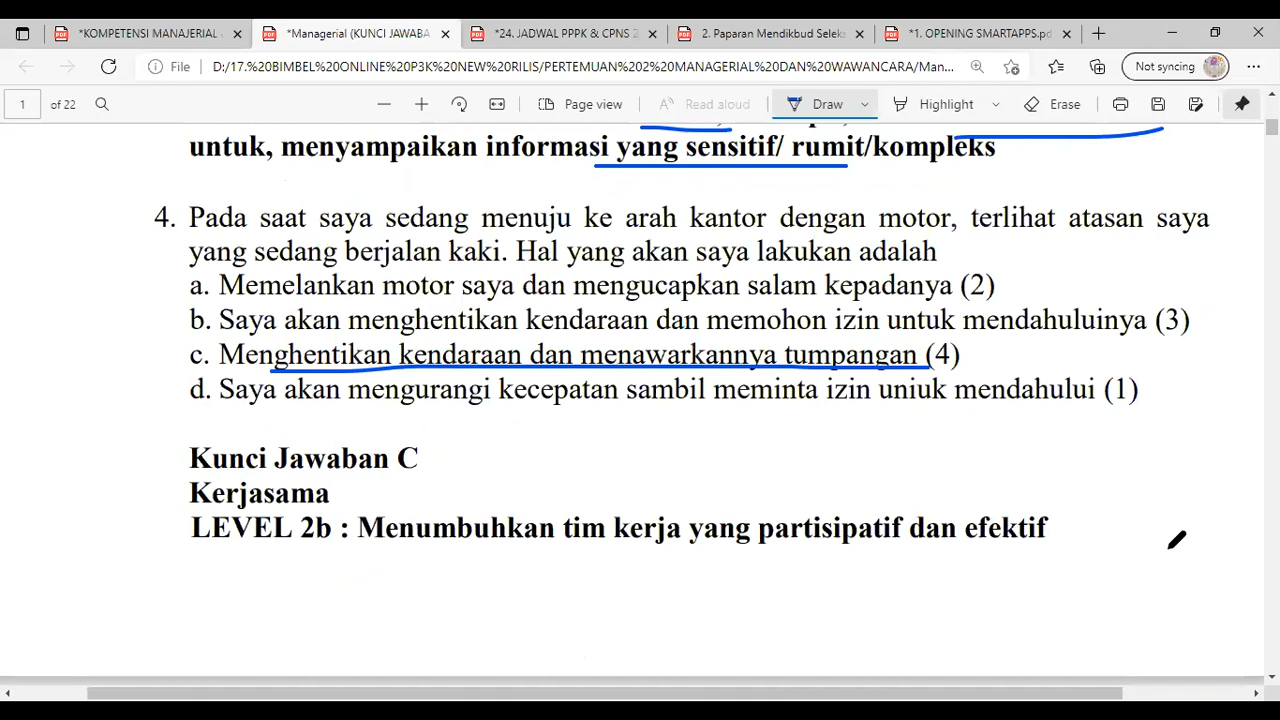 *KOMPETENSI MANAJERIAL
*Managerial (KUNCI JAWABA
*24. JADWAL PPPK & CPNS 2
2. Paparan Mendikbud Seleks
*1. OPENING SMARTAPPS.pd
File
D:/17.%20BIMBEL%20ONLINE%20P3K%20NEW%20RILIS/PERTEMUAN%202%20MANAGERIAL%20DAN%20WAWANCARA/Man...
Not syncing
1 of 22
Page view
Read aloud
Draw
Highlight
Erase
untuk, menyampaikan informasi yang sensitif/ rumit/kompleks
4. Pada saat saya sedang menuju ke arah kantor dengan motor, terlihat atasan saya
yang sedang berjalan kaki. Hal yang akan saya lakukan adalah
a. Memelankan motor saya dan mengucapkan salam kepadanya (2)
b. Saya akan menghentikan kendaraan dan memohon izin untuk mendahuluinya (3)
c. Menghentikan kendaraan dan menawarkannya tumpangan (4)
d. Saya akan mengurangi kecepatan sambil meminta izin uniuk mendahului (1)
Kunci Jawaban C
Kerjasama
LEVEL 2b : Menumbuhkan tim kerja yang partisipatif dan efektif